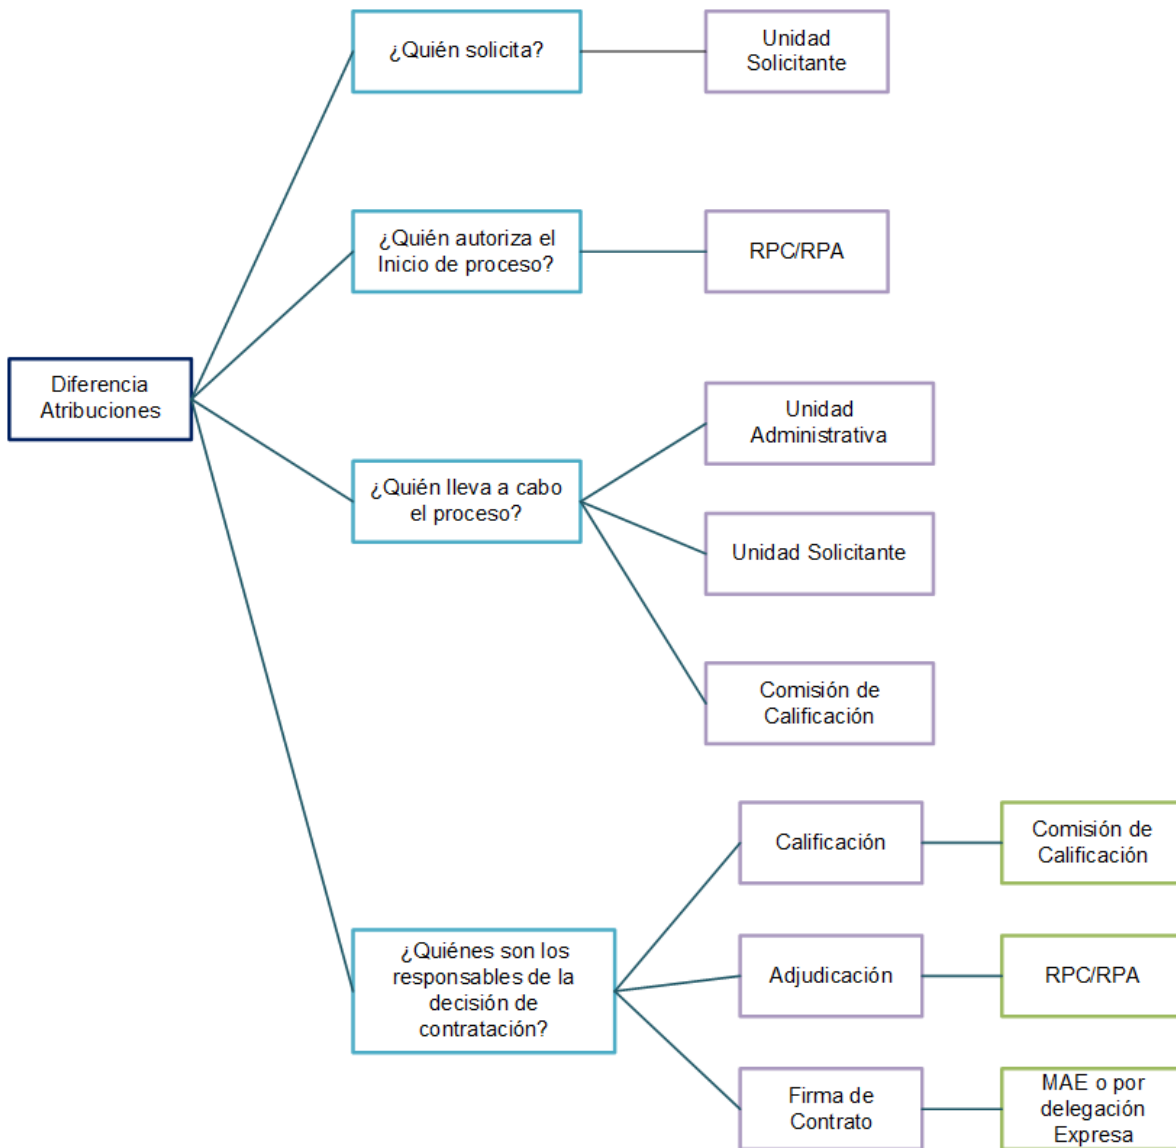 ¿Quién solicita?
Unidad
Solicitante
¿Quién autoriza el
Inicio de proceso?
RPC/RPA
Diferencia
Atribuciones
¿Quién lleva a cabo
el proceso?
Unidad
Administrativa
Unidad Solicitante
Comisión de
Calificación
¿Quiénes son los
responsables de la
decisión de
contratación?
Calificación
Comisión de
Calificación
Adjudicación
RPC/RPA
Firma de
Contrato
MAE o por
delegación
Expresa